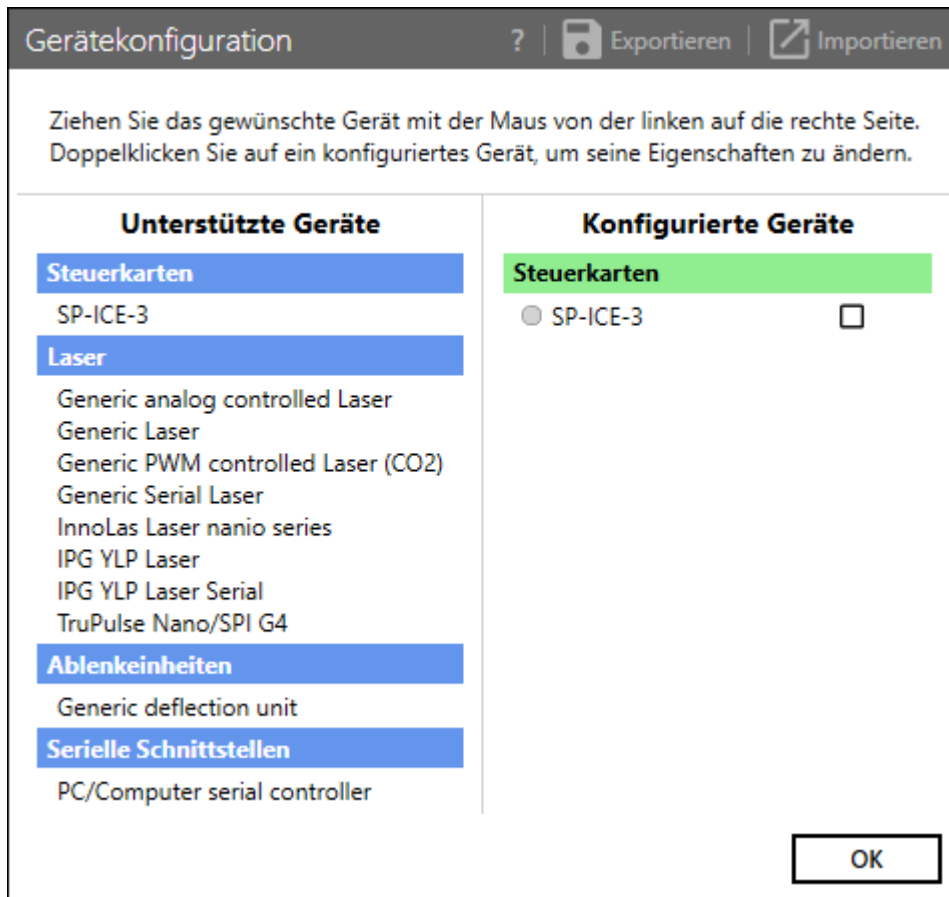 Gerätekonfiguration ? Exportieren Importieren
Ziehen Sie das gewünschte Gerät mit der Maus von der linken auf die rechte Seite.
Doppelklicken Sie auf ein konfiguriertes Gerät, um seine Eigenschaften zu ändern.
Unterstützte Geräte
Steuerkarten
SP-ICE-3
Laser
Generic analog controlled Laser
Generic Laser
Generic PWM controlled Laser (CO2)
Generic Serial Laser
InnoLas Laser nanio series
IPG YLP Laser
IPG YLP Laser Serial
TruPulse Nano/SPI G4
Ablenkeinheiten
Generic deflection unit
Serielle Schnittstellen
PC/Computer serial controller
Konfigurierte Geräte
Steuerkarten
SP-ICE-3
OK